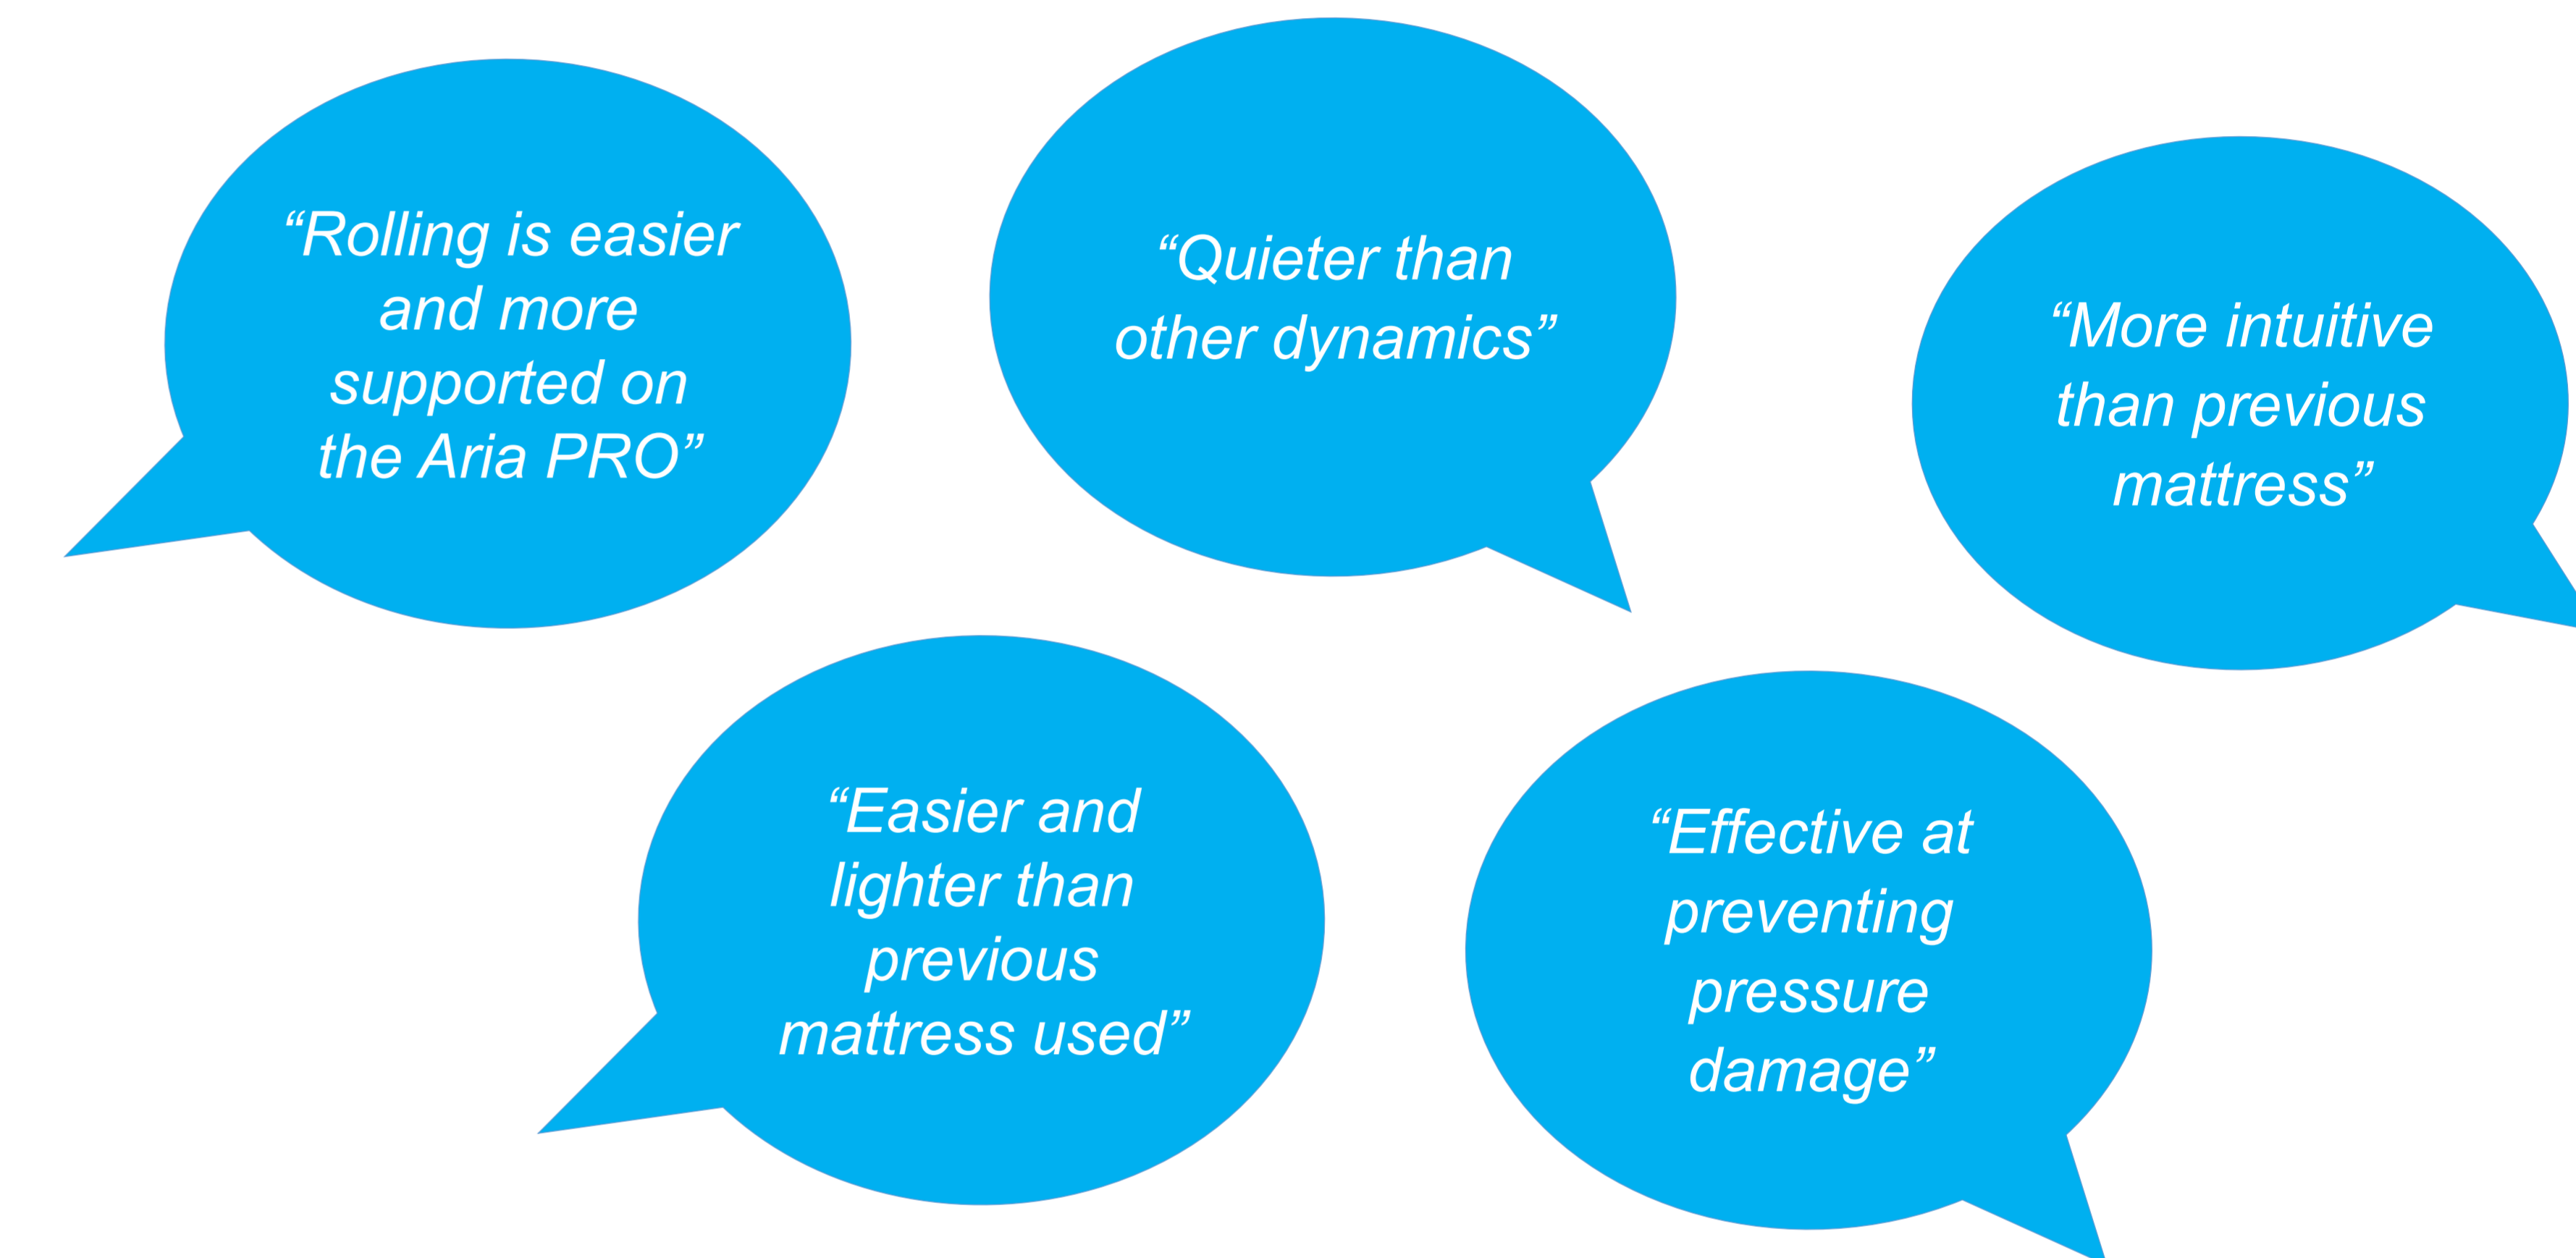 “Rolling is easier
and more
supported on
the Aria PRO”
“Quieter than
other dynamics”
“More intuitive
than previous
mattress”
“Easier and
lighter than
previous
mattress used”
“Effective at
preventing
pressure
damage”